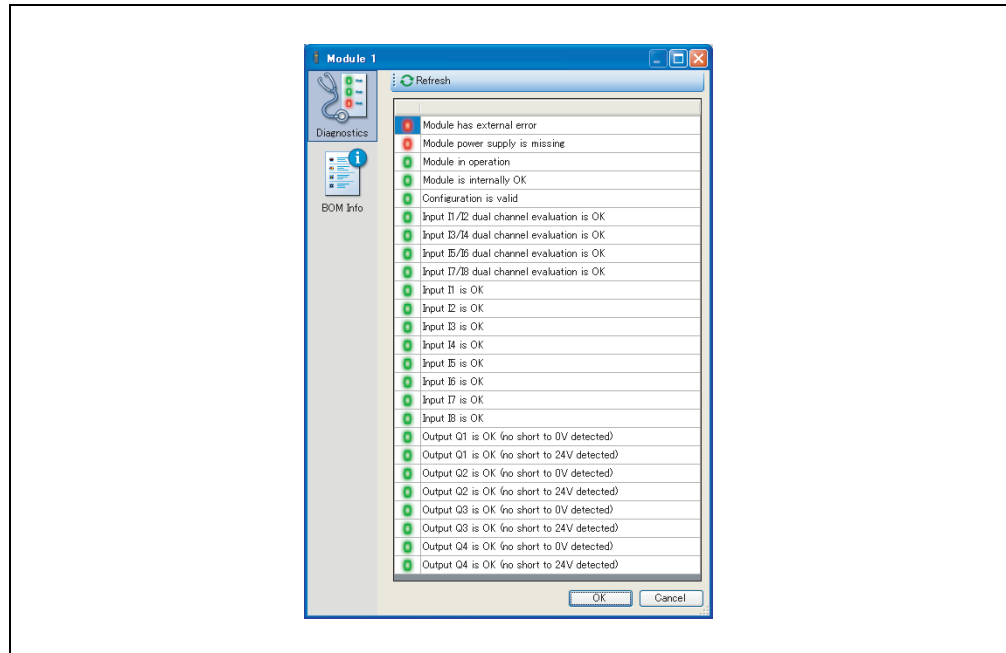 Module 1
Refresh
Diagnostics
BOM Info
Module has external error
Module power supply is missing
Module in operation
Module is internally OK
Configuration is valid
Input I1/I2 dual channel evaluation is OK
Input I3/I4 dual channel evaluation is OK
Input I5/I6 dual channel evaluation is OK
Input I7/I8 dual channel evaluation is OK
Input I1 is OK
Input I2 is OK
Input I3 is OK
Input I4 is OK
Input I5 is OK
Input I6 is OK
Input I7 is OK
Input I8 is OK
Output Q1 is OK (no short to 0V detected)
Output Q1 is OK (no short to 24V detected)
Output Q2 is OK (no short to 0V detected)
Output Q2 is OK (no short to 24V detected)
Output Q3 is OK (no short to 0V detected)
Output Q3 is OK (no short to 24V detected)
Output Q4 is OK (no short to 0V detected)
Output Q4 is OK (no short to 24V detected)
OK
Cancel